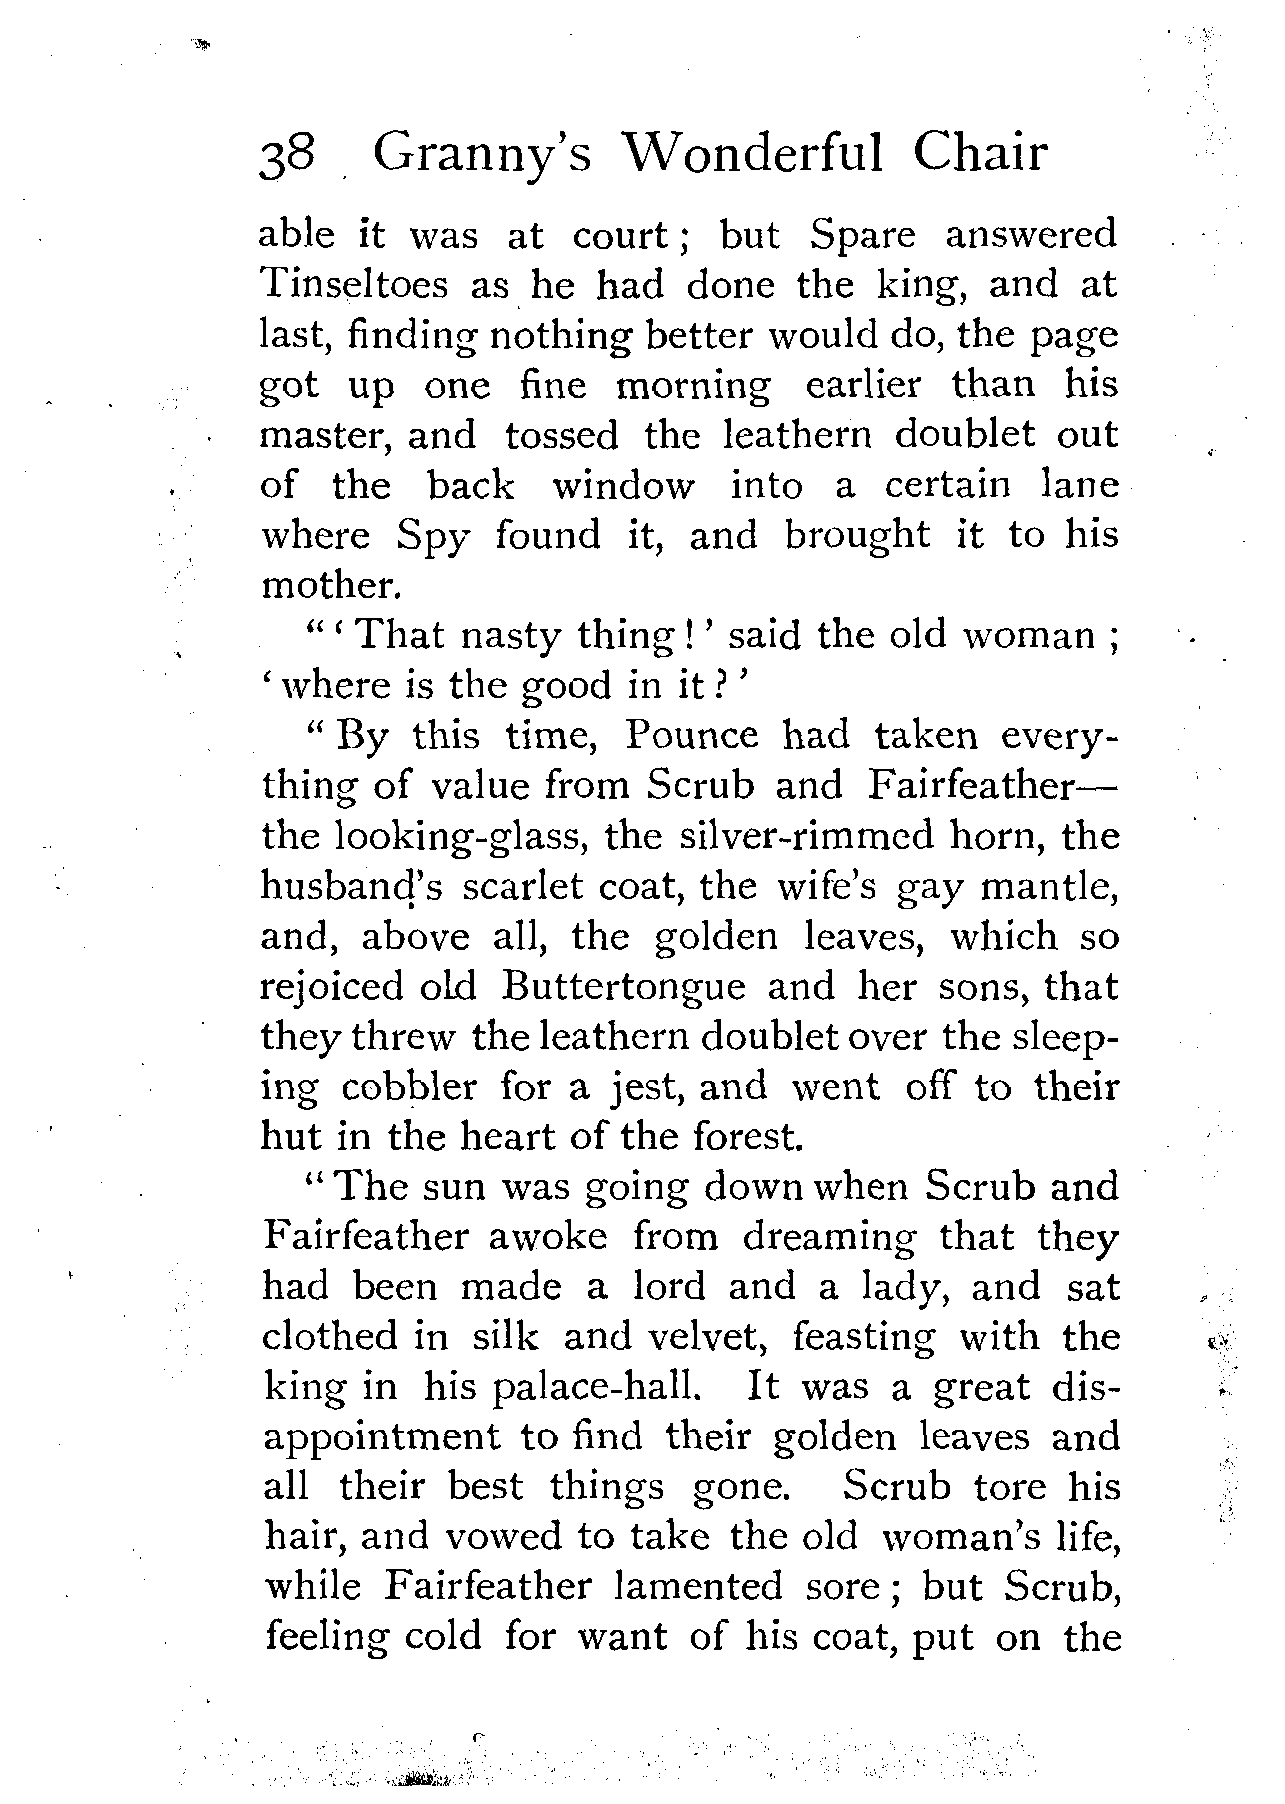 38 Granny's Wonderful Chair
able it was at court ; but Spare answered
Tinseltoes as he had done the king, and at
last, finding nothing better would do, the page
got up one fine morning earlier than his
master, and tossed the leathern doublet out
of the back window into a certain lane
where Spy found it, and brought it to his
mother.
" ' That nasty thing ! ' said the old woman ;
' where is the good in it ? '
" By this time, Pounce had taken every-
thing of value from Scrub and Fairfeather—
the looking-glass, the silver-rimmed horn, the
husband's scarlet coat, the wife's gay mantle,
and, above all, the golden leaves, which so
rejoiced old Buttertongue and her sons, that
they threw the leathern doublet over the sleep-
ing cobbler for a jest, and went off to their
hut in the heart of the forest.
" The sun was going down when Scrub and
Fairfeather awoke from dreaming that they
had been made a lord and a lady, and sat
clothed in silk and velvet, feasting with the
king in his palace-hall. It was a great dis-
appointment to find their golden leaves and
all their best things gone. Scrub tore his
hair, and vowed to take the old woman's life,
while Fairfeather lamented sore ; but Scrub,
feeling cold for want of his coat, put on the